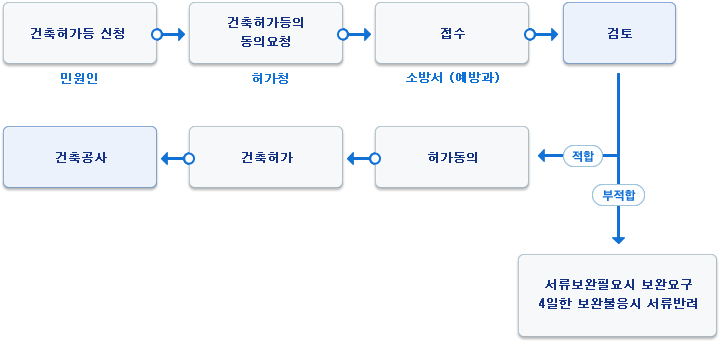 건축허가등 신청
민원인
건축허가등의
동의요청
허가청
접수
소방서 (예방과)
검토
적합
허가동의
건축허가
건축공사
부적합
서류보완필요시 보완요구
4일한 보완불응시 서류반려